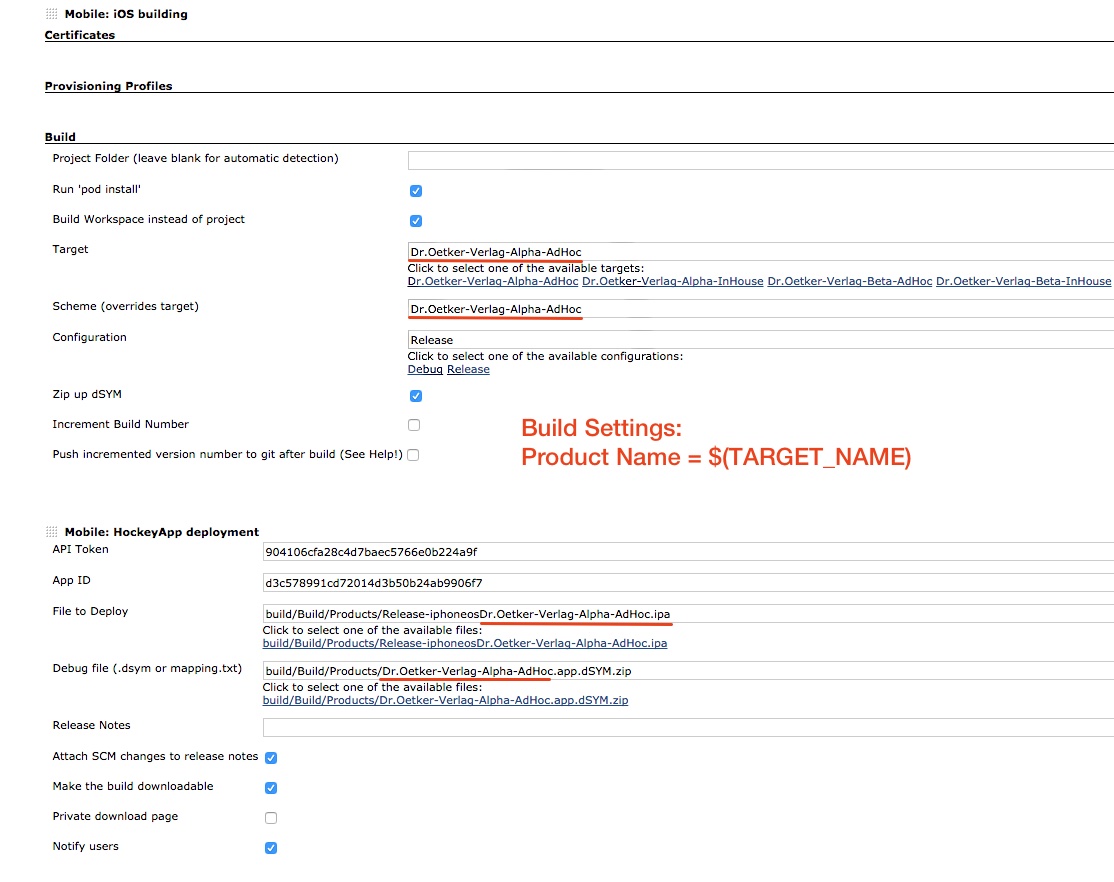 Mobile: iOS building
Certificates
Provisioning Profiles
Build
Project Folder (leave blank for automatic detection)
Run 'pod install'
Build Workspace instead of project
Target
Dr.Oetker-Verlag-Alpha-AdHoc
Click to select one of the available targets:
Dr.Oetker-Verlag-Alpha-AdHoc Dr.Oetker-Verlag-Alpha-InHouse Dr.Oetker-Verlag-Beta-AdHoc Dr.Oetker-Verlag-Beta-InHouse
Scheme (overrides target)
Dr.Oetker-Verlag-Alpha-AdHoc
Configuration
Release
Click to select one of the available configurations:
Debug Release
Zip up dSYM
Increment Build Number
Push incremented version number to git after build (See Help!)
Build Settings:
Product Name = $(TARGET_NAME)
Mobile: HockeyApp deployment
API Token
904106cfa28c4d7baec5766e0b224a9f
App ID
d3c578991cd72014d3b50b24ab9906f7
File to Deploy
build/Build/Products/Release-iphoneosDr.Oetker-Verlag-Alpha-AdHoc.ipa
Click to select one of the available files:
build/Build/Products/Release-iphoneosDr.Oetker-Verlag-Alpha-AdHoc.ipa
Debug file (.dsym or mapping.txt)
build/Build/Products/Dr.Oetker-Verlag-Alpha-AdHoc.app.dSYM.zip
Click to select one of the available files:
build/Build/Products/Dr.Oetker-Verlag-Alpha-AdHoc.app.dSYM.zip
Release Notes
Attach SCM changes to release notes
Make the build downloadable
Private download page
Notify users